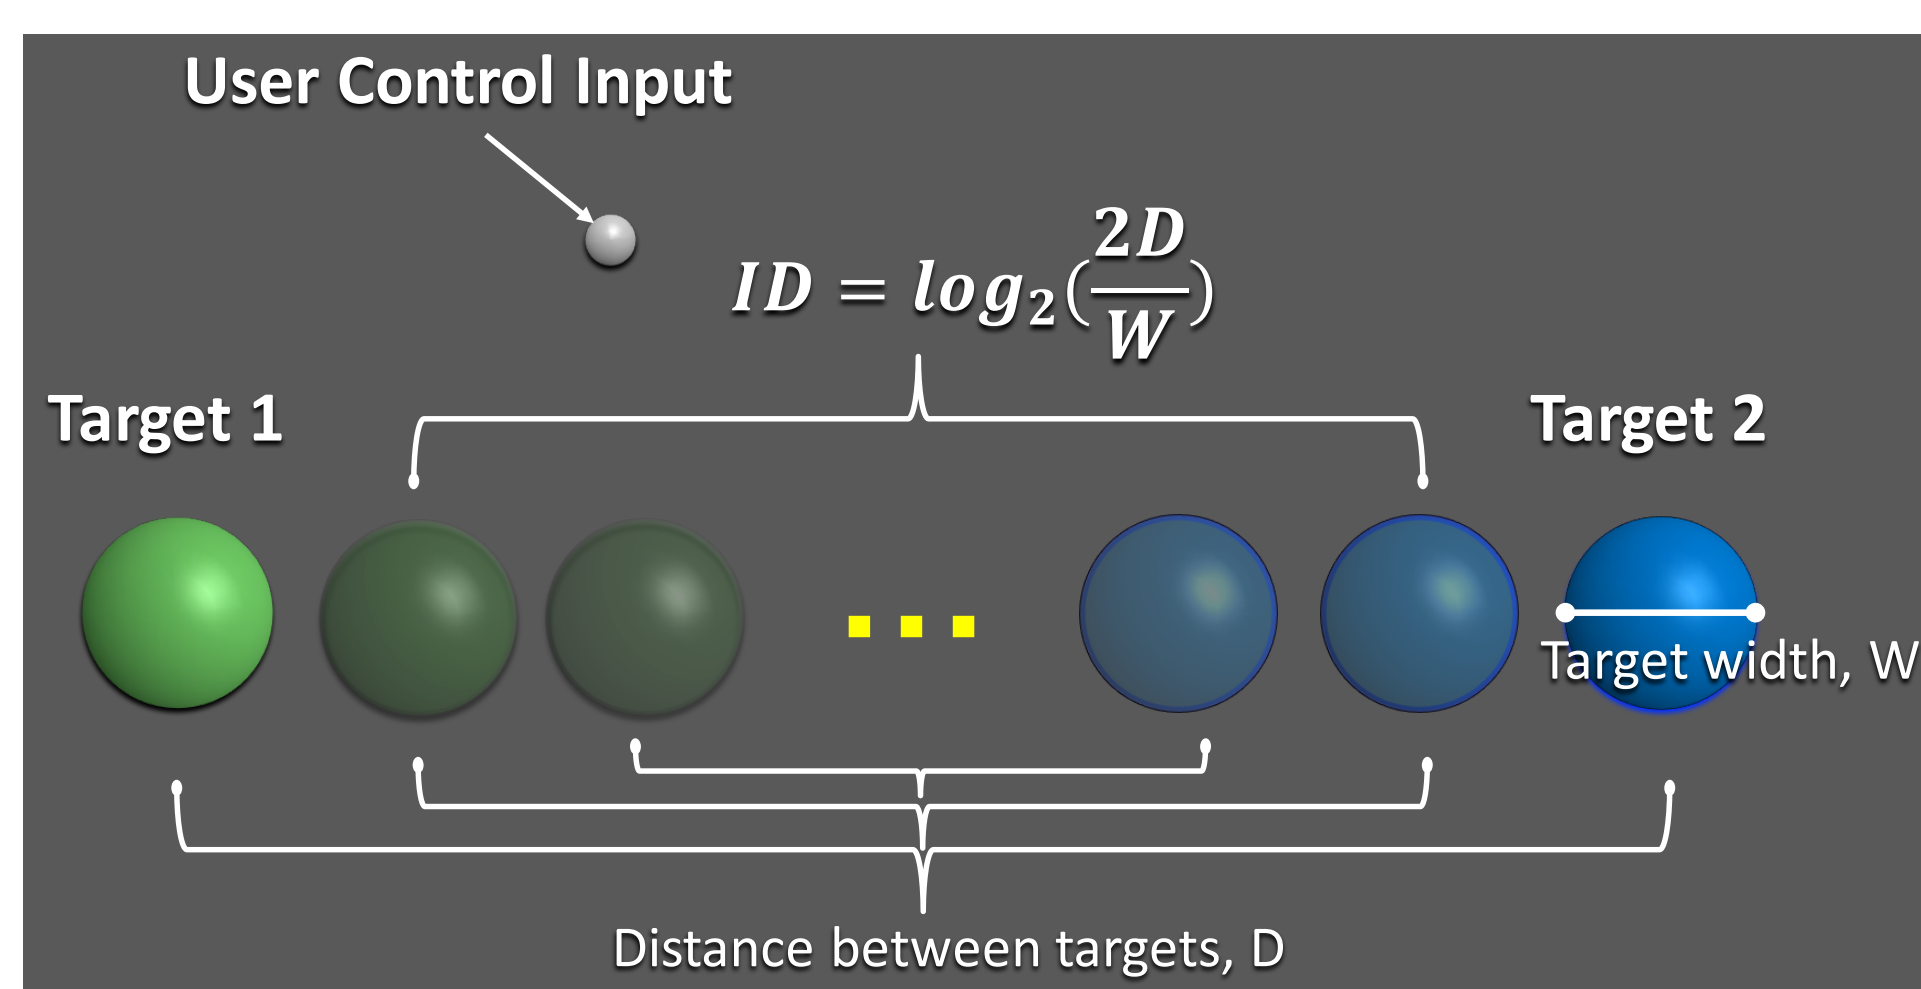 User Control Input
ID = log₂(2D/W)
Target 1
Target 2
Target width, W
Distance between targets, D